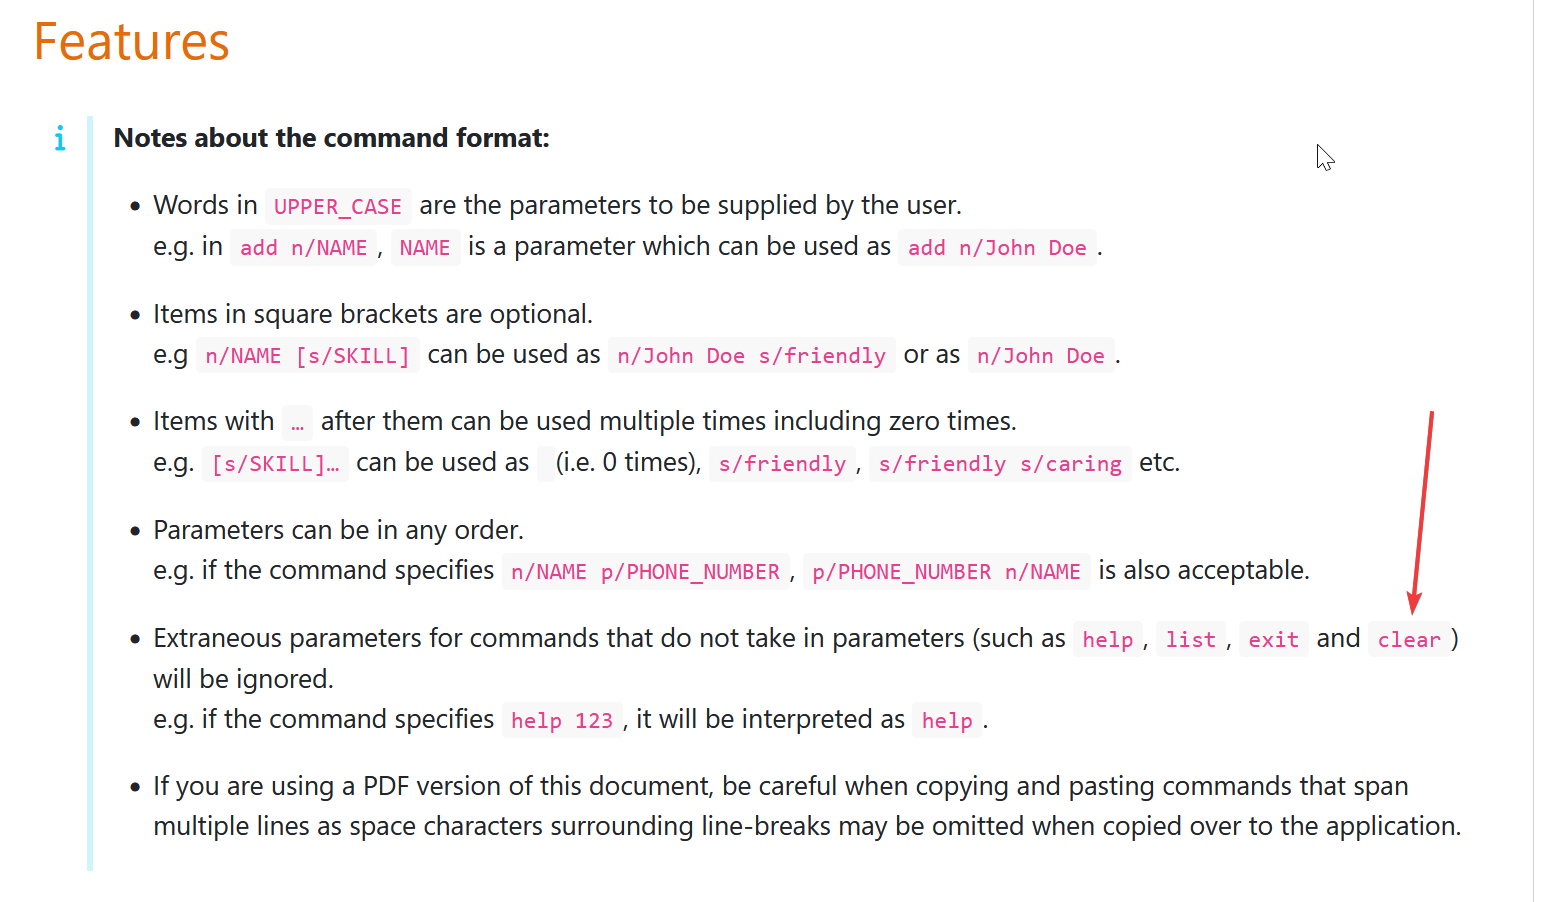 Features
i
Notes about the command format:
• Words in UPPER_CASE are the parameters to be supplied by the user.
e.g. in add n/NAME, NAME is a parameter which can be used as add n/John Doe.
• Items in square brackets are optional.
e.g n/NAME [s/SKILL] can be used as n/John Doe s/friendly or as n/John Doe.
• Items with … after them can be used multiple times including zero times.
e.g. [s/SKILL]… can be used as   (i.e. 0 times), s/friendly, s/friendly s/caring etc.
• Parameters can be in any order.
e.g. if the command specifies n/NAME p/PHONE_NUMBER, p/PHONE_NUMBER n/NAME is also acceptable.
• Extraneous parameters for commands that do not take in parameters (such as help, list, exit and clear)
will be ignored.
e.g. if the command specifies help 123, it will be interpreted as help.
• If you are using a PDF version of this document, be careful when copying and pasting commands that span
multiple lines as space characters surrounding line-breaks may be omitted when copied over to the application.